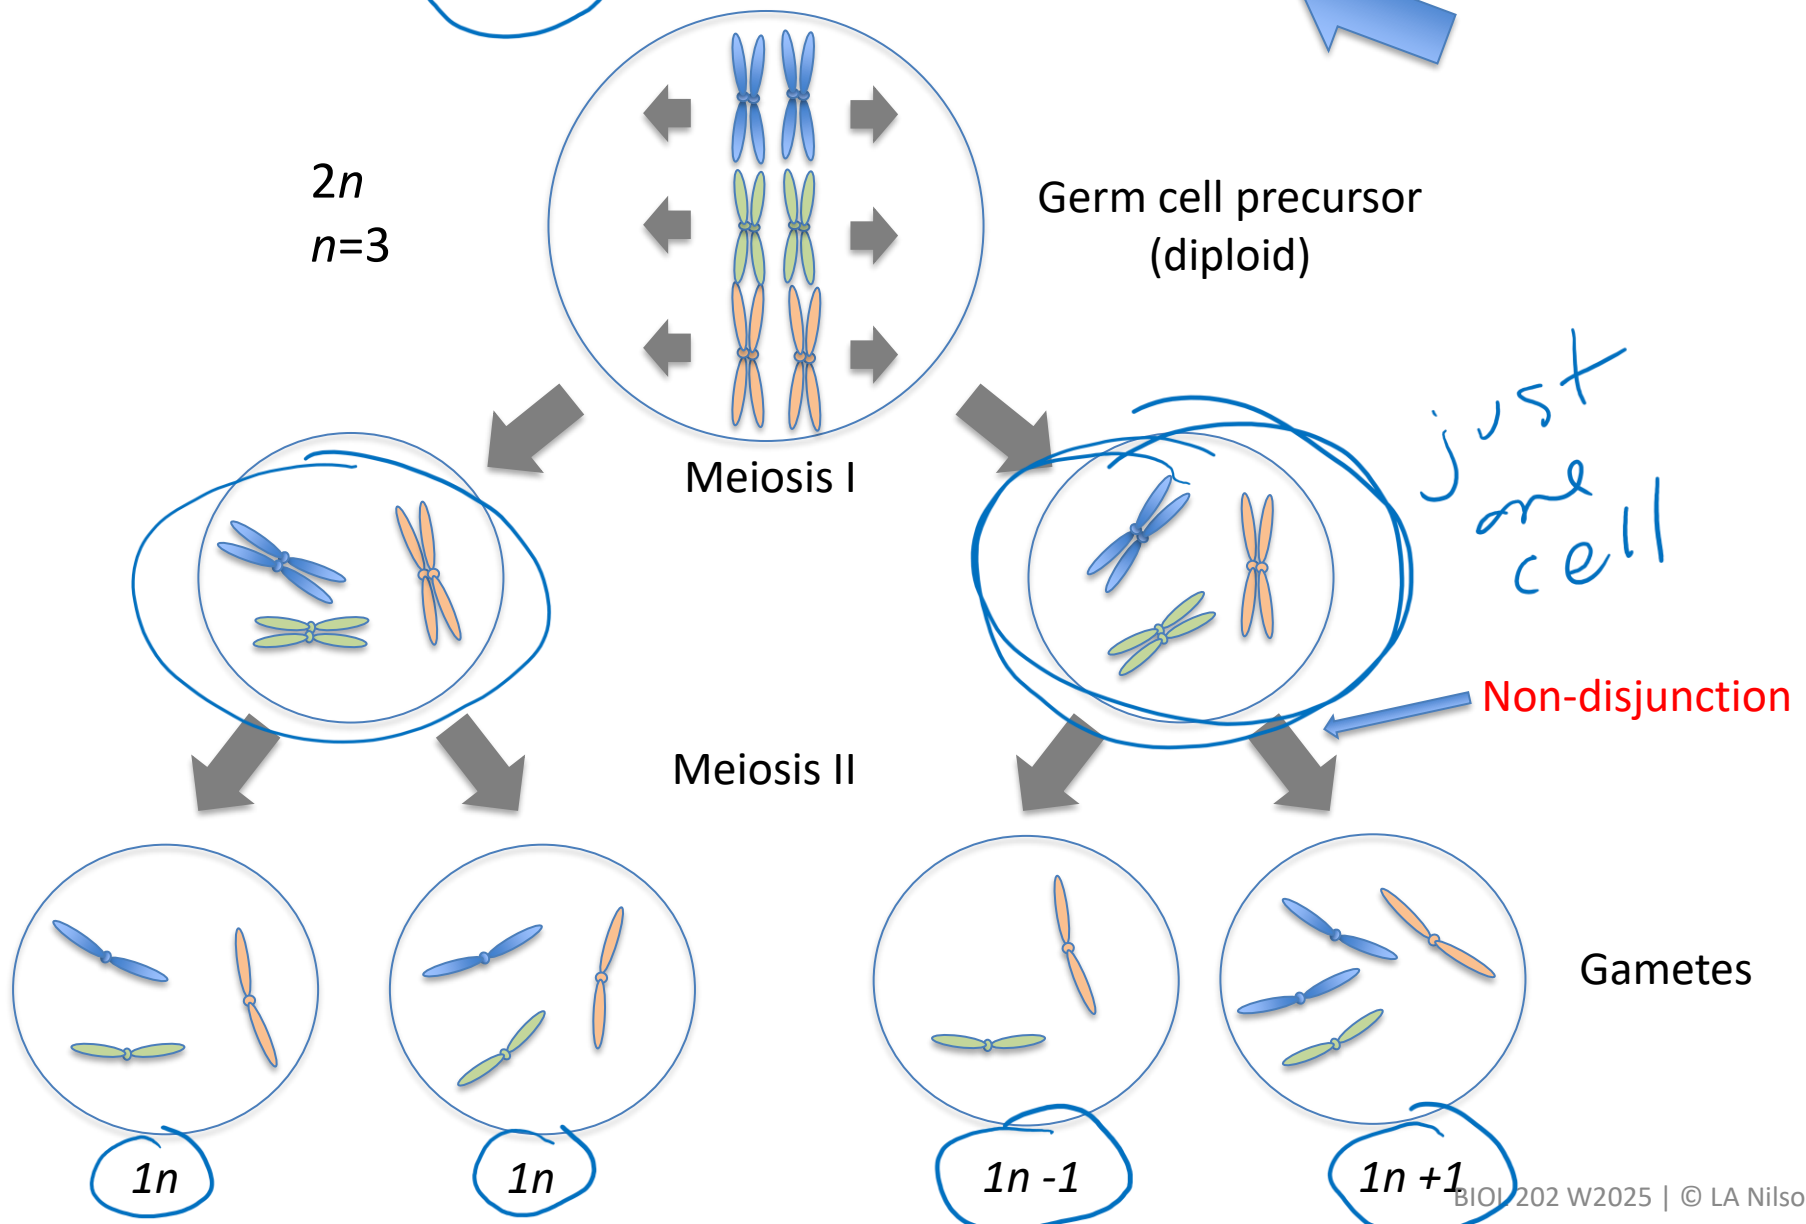 2n
n=3
Germ cell precursor
(diploid)
Meiosis I
just
one
cell
Non-disjunction
Meiosis II
Gametes
1n
1n
1n -1
1n +1
BIOL 202 W2025 | © LA Nilso